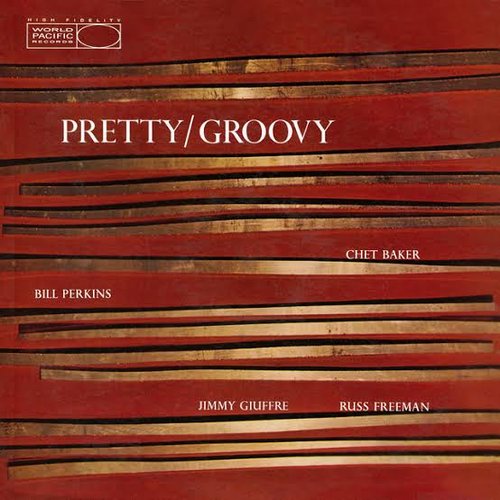 HIGH FIDELITY
WORLD
PACIFIC
RECORDS
PRETTY/GROOVY
CHET BAKER
BILL PERKINS
JIMMY GIUFFRE RUSS FREEMAN